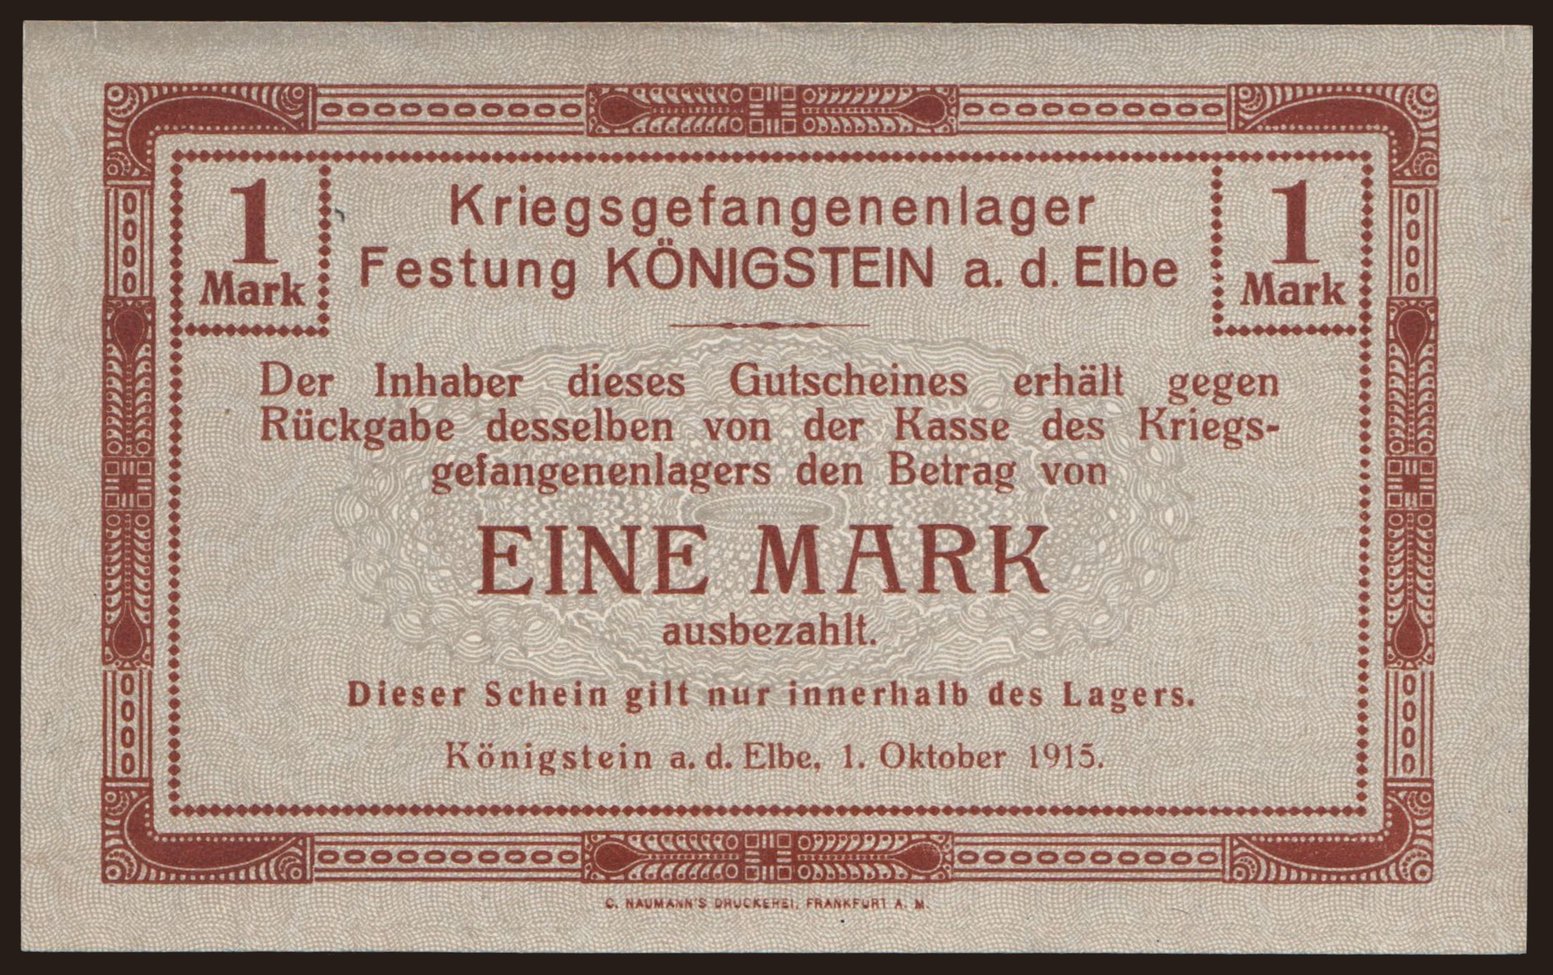 1
Mark
Kriegsgefangenenlager
Festung KÖNIGSTEIN a. d. Elbe
1
Mark
Der Inhaber dieses Gutscheines erhält gegen
Rückgabe desselben von der Kasse des Kriegs-
gefangenenlagers den Betrag von
EINE MARK
ausbezahlt.
Dieser Schein gilt nur innerhalb des Lagers.
Königstein a. d. Elbe, 1. Oktober 1915.
C. NAUMANN'S DRUCKEREI, FRANKFURT A. M.